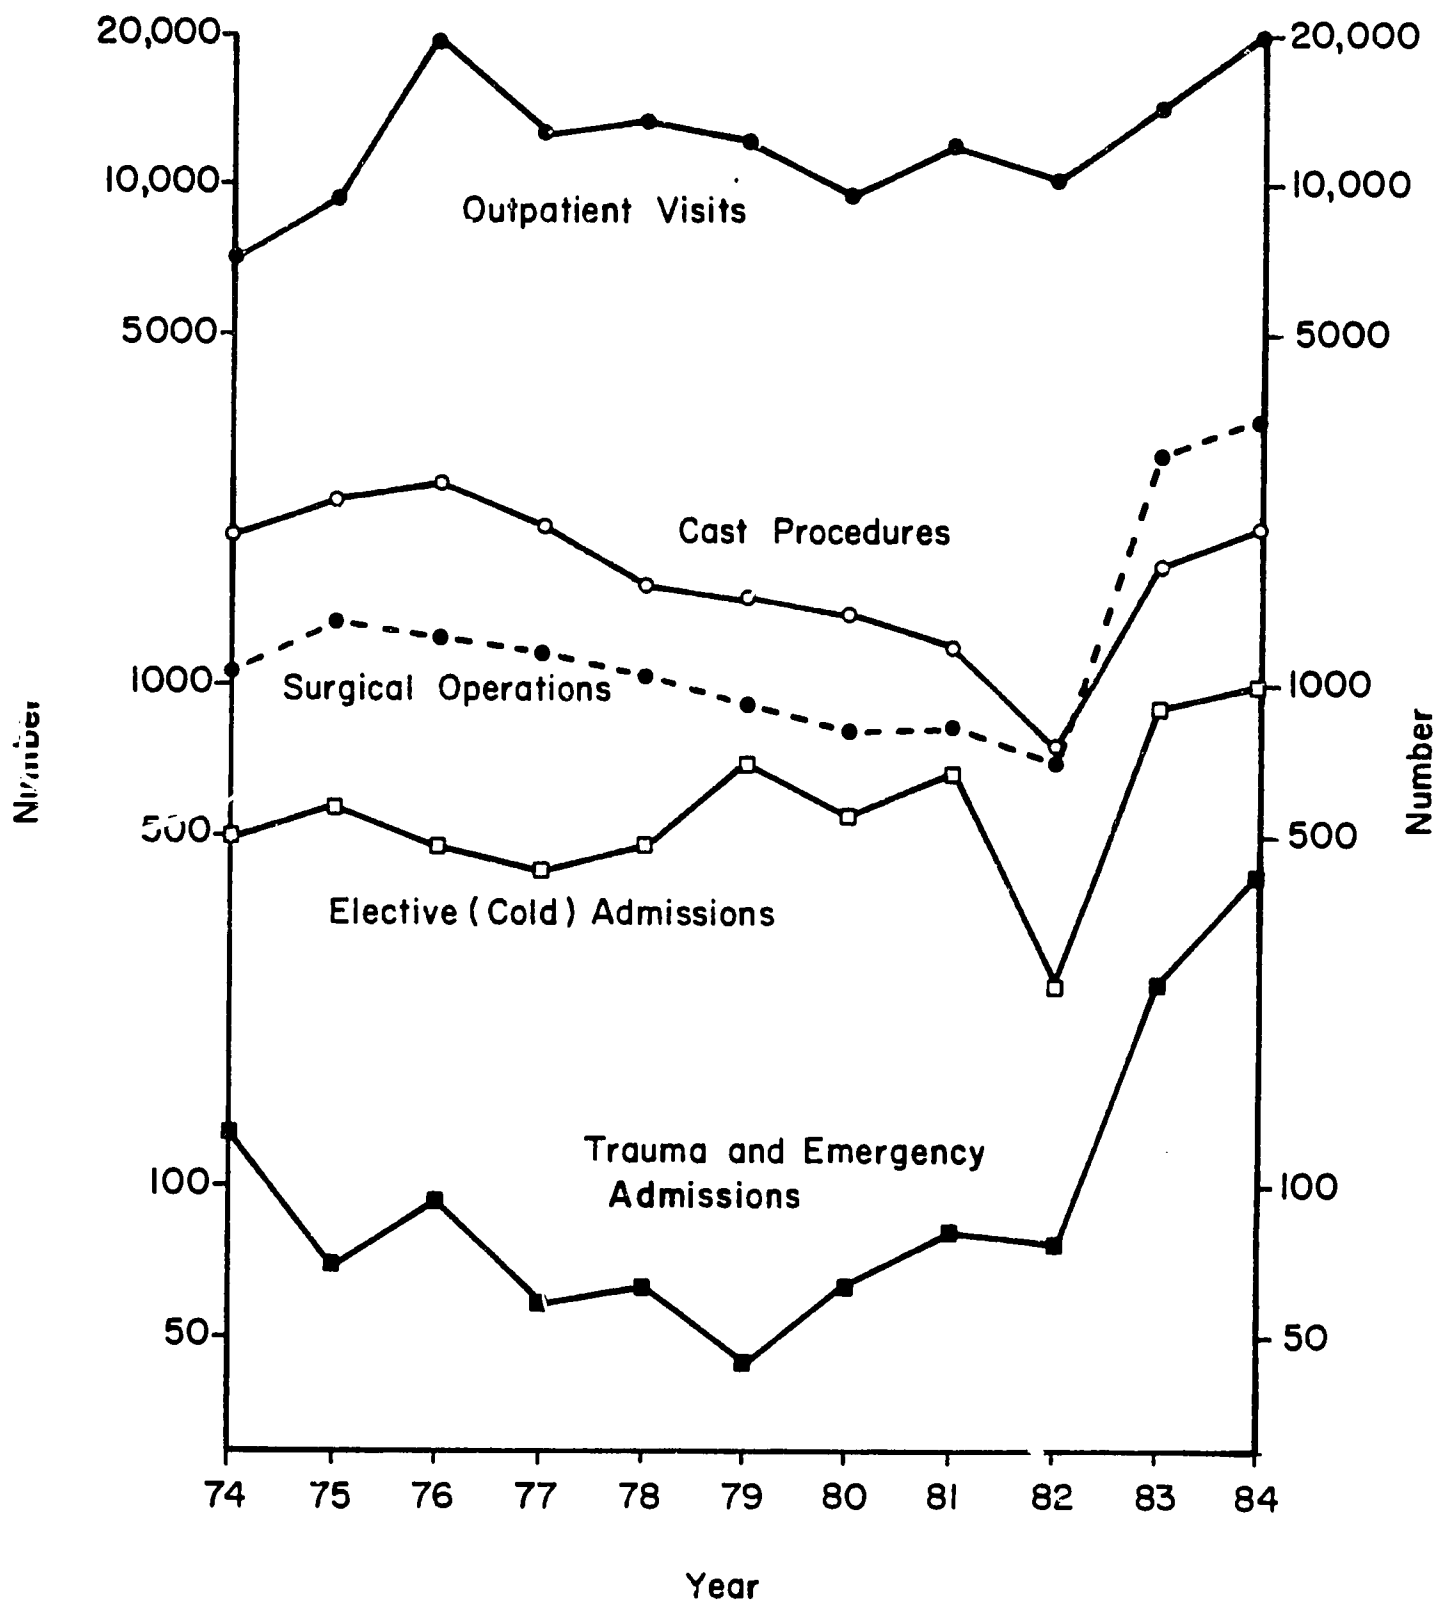 20,000
20,000
10,000
10,000
Outpatient Visits
5000
5000
Cast Procedures
1000
Surgical Operations
1000
Number
Number
500
500
Elective (Cold) Admissions
Trauma and Emergency
Admissions
100
100
50
50
74 75 76 77 78 79 80 81 82 83 84
Year